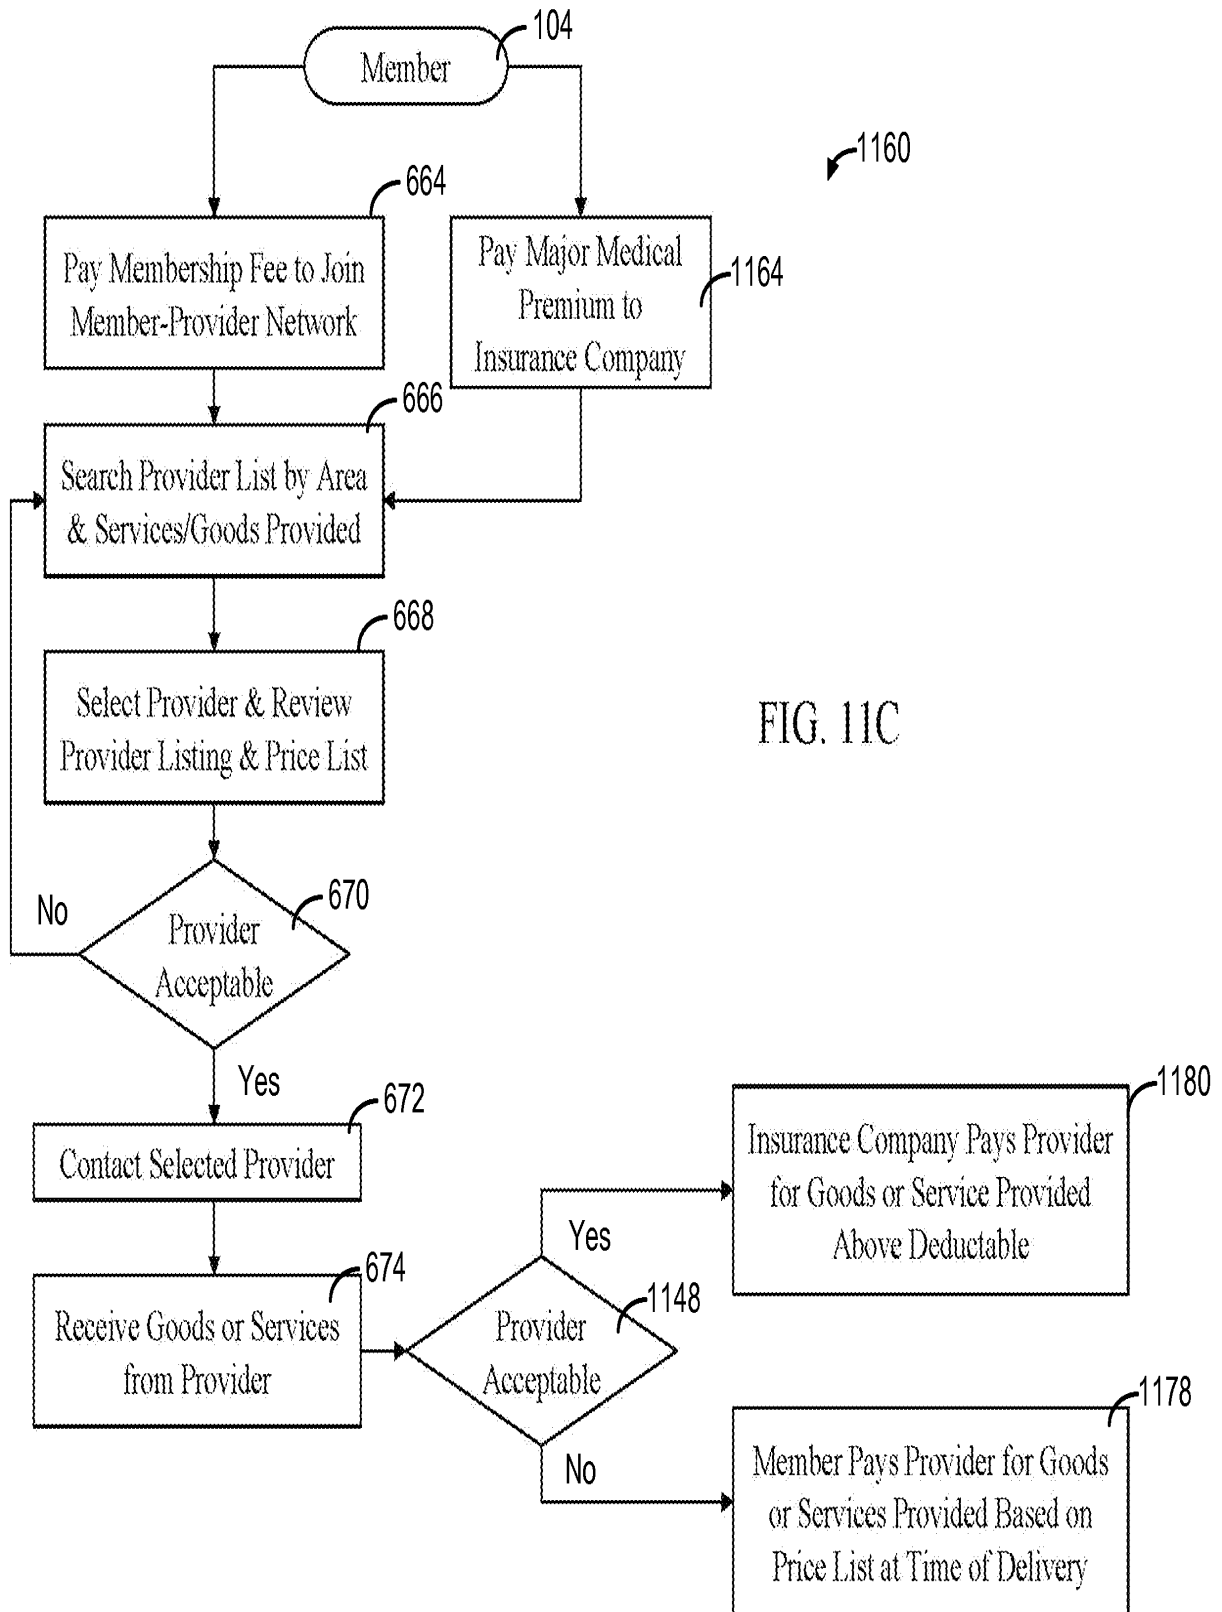 104
Member
1160
664
Pay Membership Fee to Join
Member-Provider Network
Pay Major Medical
Premium to
Insurance Company
1164
666
Search Provider List by Area
& Services/Goods Provided
668
Select Provider & Review
Provider Listing & Price List
FIG. 11C
670
No
Provider
Acceptable
Yes
672
Contact Selected Provider
674
Receive Goods or Services
from Provider
1148
Provider
Acceptable
Yes
1180
Insurance Company Pays Provider
for Goods or Service Provided
Above Deductable
No
1178
Member Pays Provider for Goods
or Services Provided Based on
Price List at Time of Delivery